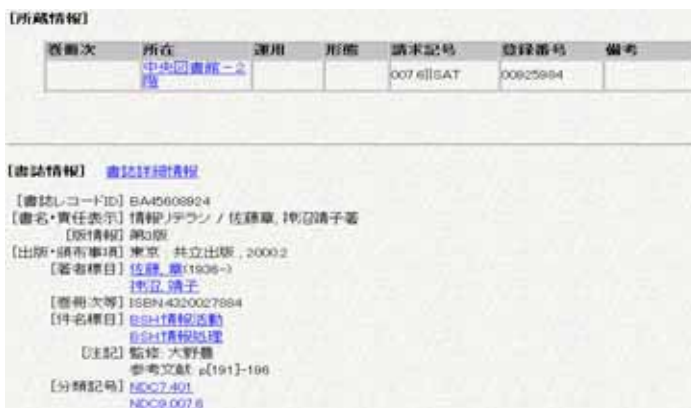 [所蔵情報]
巻冊次 所在 運用 形態 請求記号 登録番号 備考
中央図書館-2
階 007.6||SAT 00825984
[書誌情報] 書誌詳細情報
[書誌レコードID] BA45608924
[書名・責任表示] 情報リテラシ / 佐藤章, 神沼靖子著
[版情報] 第3版
[出版・頒布事項] 東京 : 共立出版 , 2000.2
[著者標目] 佐藤, 章(1936-)
神沼, 靖子
[巻冊次等] ISBN:4320027884
[件名標目] BSH:情報活動
BSH:情報処理
[注記] 監修: 大野豊
参考文献: p[191]-196
[分類記号] NDC7:401
NDC9:007.6